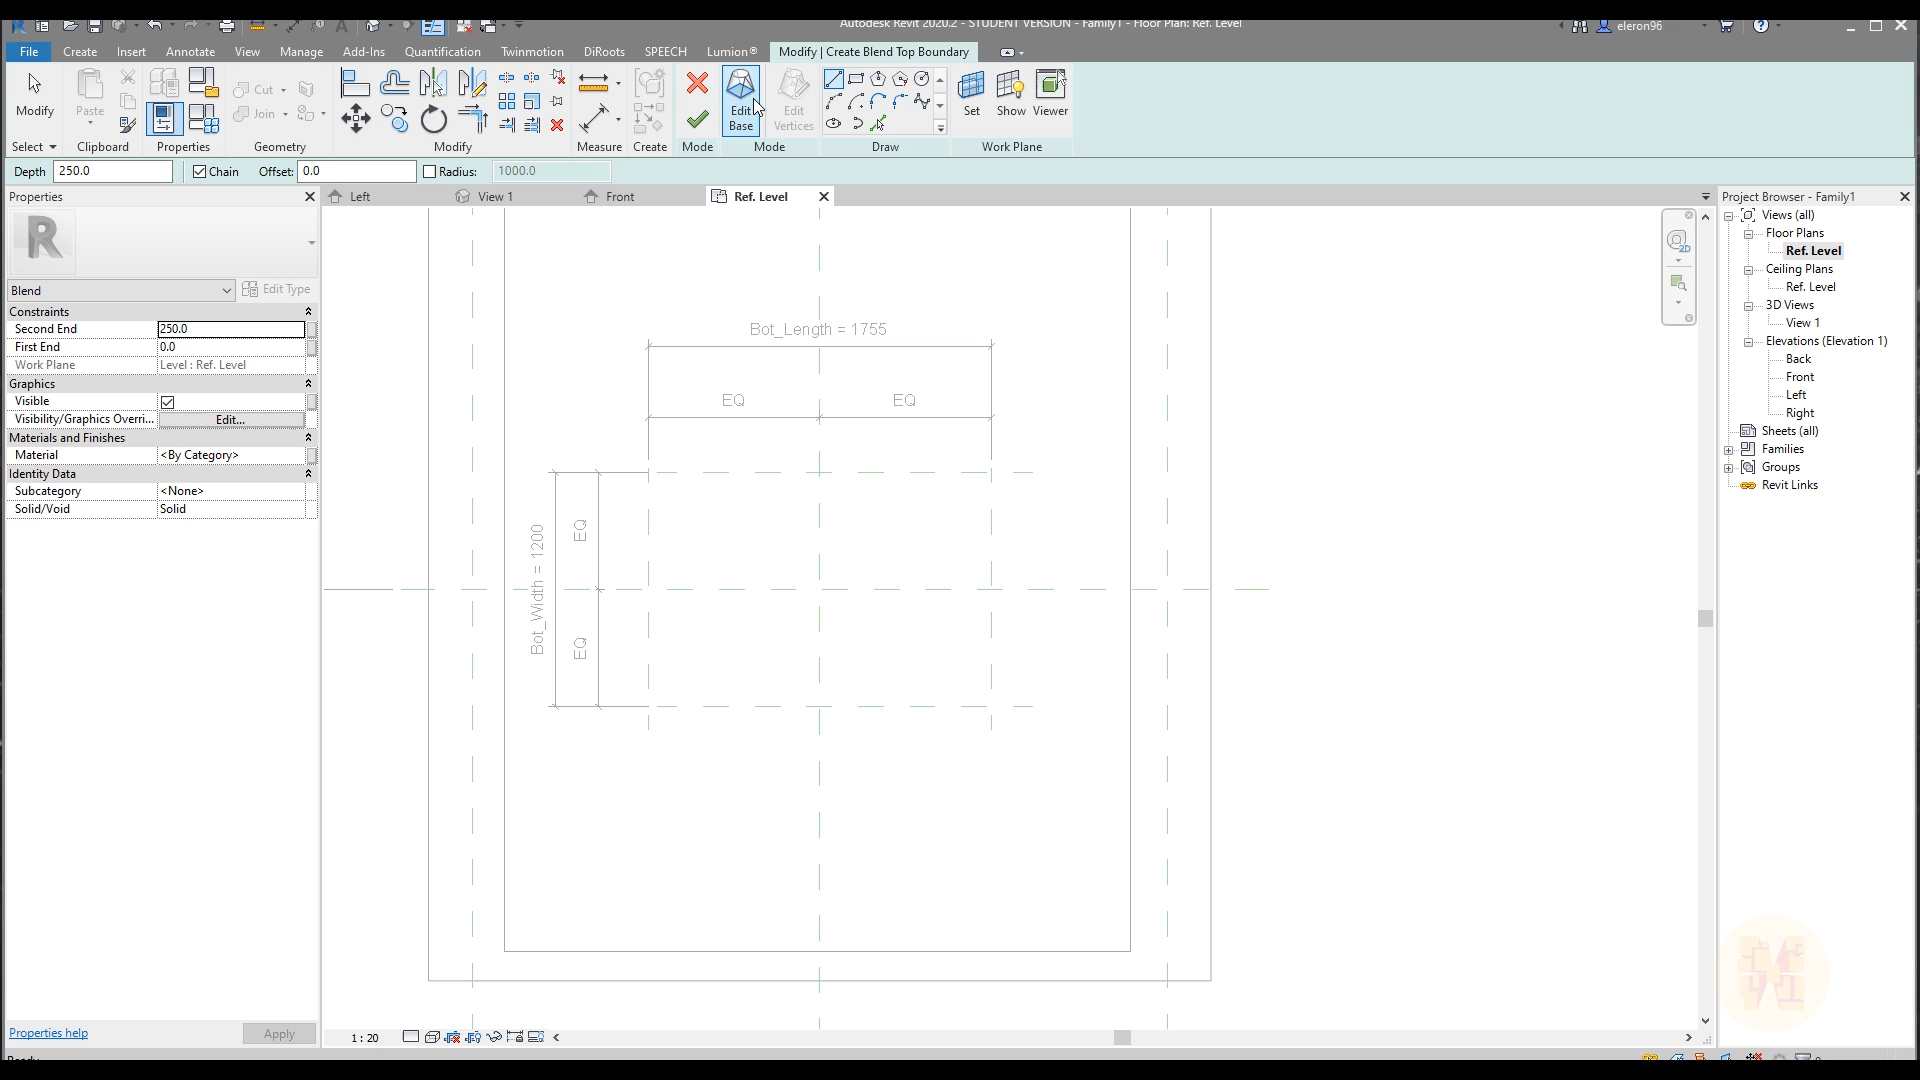 Autodesk Revit 2020.2 - STUDENT VERSION - Family1 - Floor Plan: Ref. Level
eleron96
File Create Insert Annotate View Manage Add-Ins Quantification Twinmotion DiRoots SPEECH Lumion® Modify | Create Blend Top Boundary
Modify Paste Cut Join Edit Base Edit Vertices Set Show Viewer
Select Clipboard Properties Geometry Modify Measure Create Mode Mode Draw Work Plane
Depth 250.0 Chain Offset: 0.0 Radius: 1000.0
Properties
Left View 1 Front Ref. Level
Project Browser - Family1
R
Blend Edit Type
Constraints
Second End 250.0
First End 0.0
Work Plane Level : Ref. Level
Graphics
Visible
Visibility/Graphics Overri... Edit...
Materials and Finishes
Material <By Category>
Identity Data
Subcategory <None>
Solid/Void Solid
Properties help Apply
Bot_Length = 1755
EQ EQ
Bot_Width = 1200
EQ
EQ
2D
Views (all)
Floor Plans
Ref. Level
Ceiling Plans
Ref. Level
3D Views
View 1
Elevations (Elevation 1)
Back
Front
Left
Right
Sheets (all)
Families
Groups
Revit Links
1 : 20
Ready